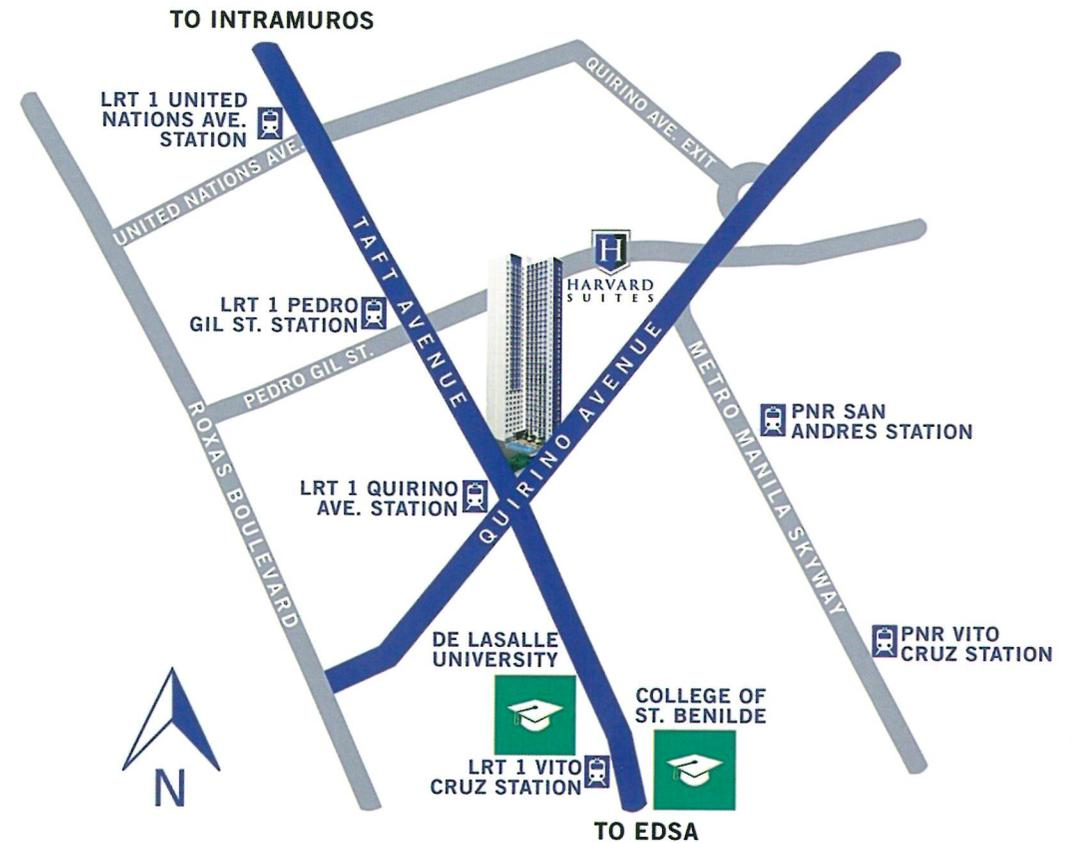 TO INTRAMUROS
LRT 1 UNITED
NATIONS AVE.
STATION
QUIRINO AVE. EXIT
UNITED NATIONS AVE.
TAFT AVENUE
H
HARVARD
SUITES
LRT 1 PEDRO
GIL ST. STATION
PEDRO GIL ST.
QUIRINO AVENUE
METRO MANILA SKYWAY
ROXAS BOULEVARD
PNR SAN
ANDRES STATION
LRT 1 QUIRINO
AVE. STATION
DE LASALLE
UNIVERSITY
PNR VITO
CRUZ STATION
COLLEGE OF
ST. BENILDE
LRT 1 VITO
CRUZ STATION
N
TO EDSA